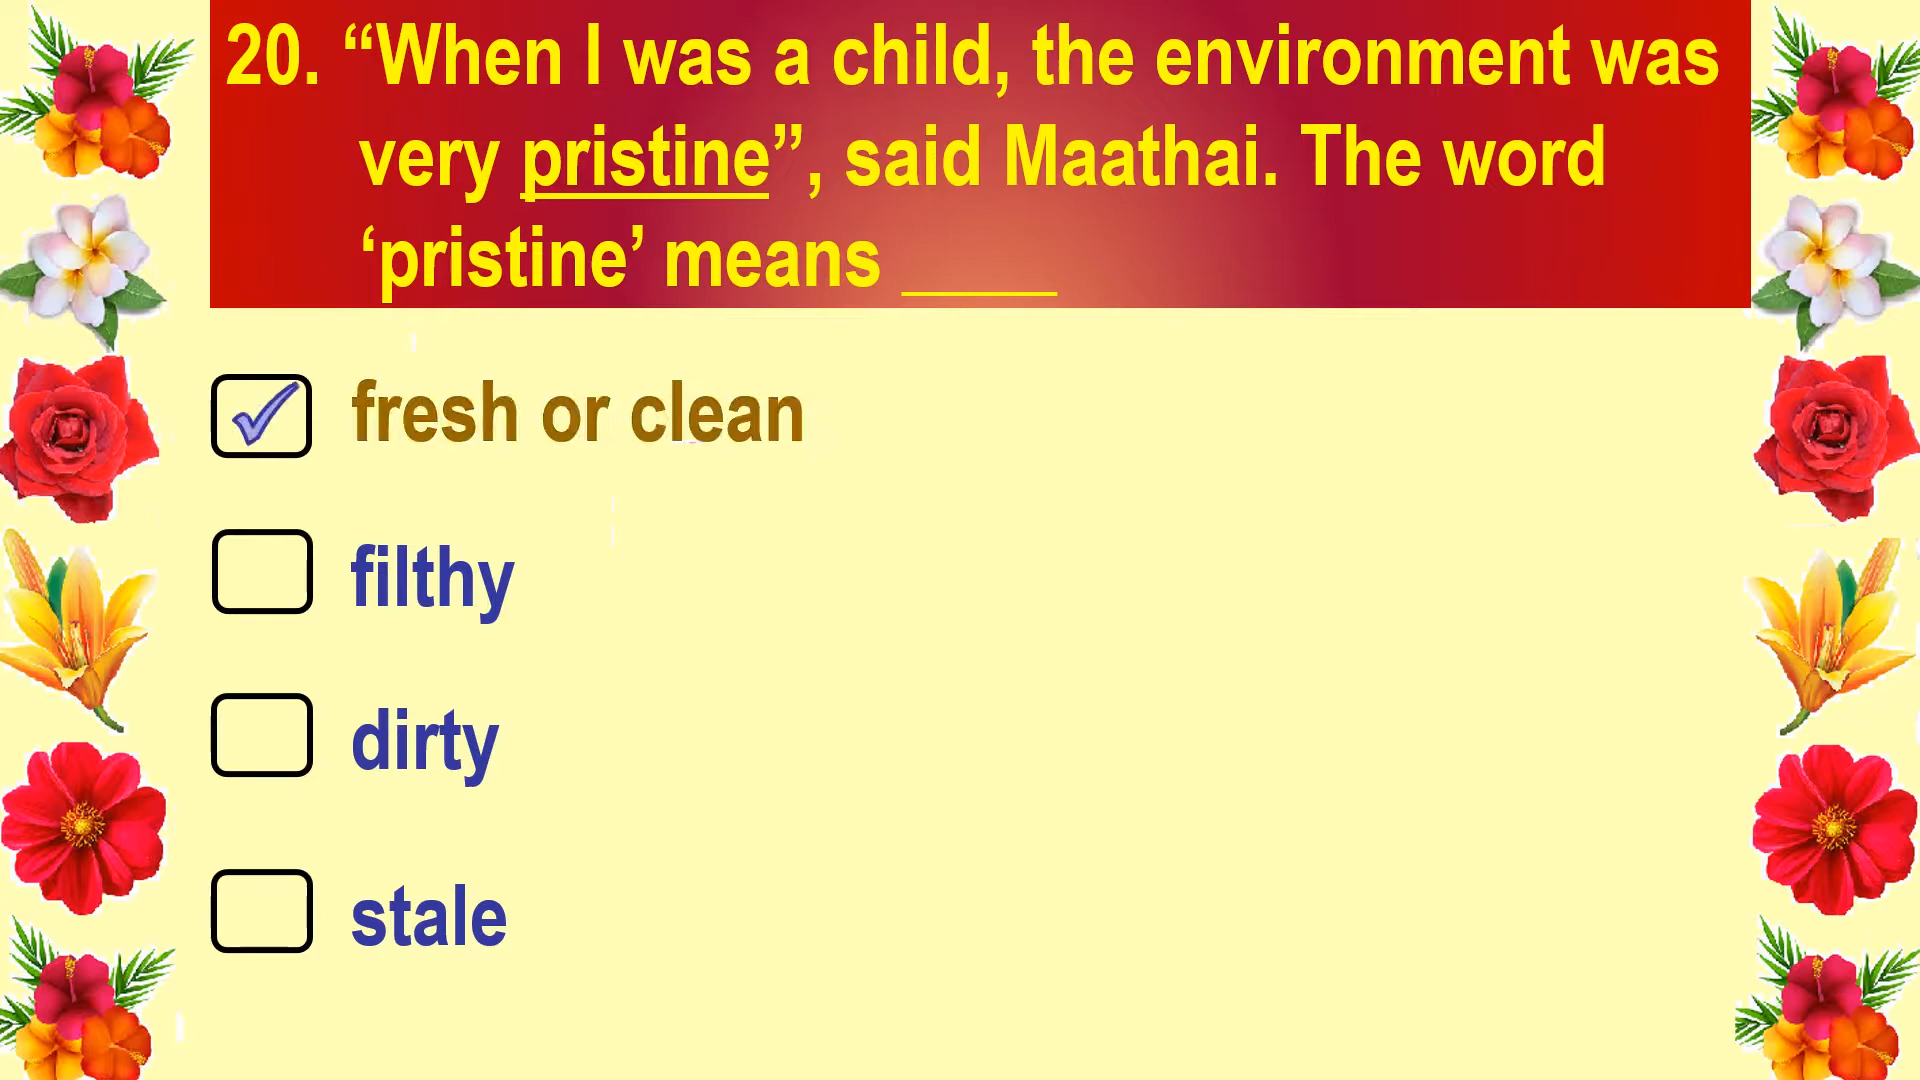 20. “When I was a child, the environment was
very pristine”, said Maathai. The word
‘pristine’ means ____
fresh or clean
filthy
dirty
stale